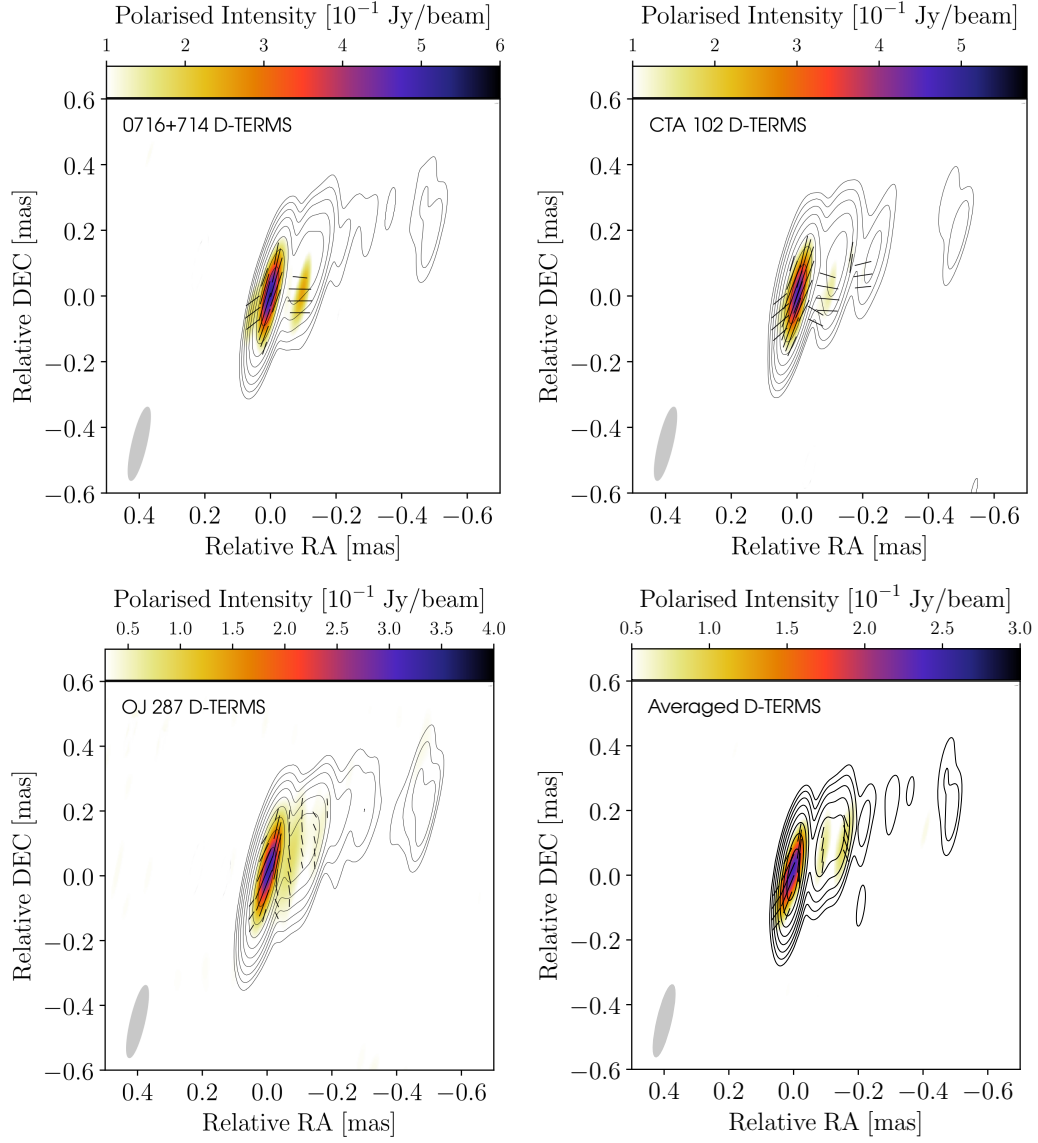 Polarised Intensity [10⁻¹ Jy/beam]
1 2 3 4 5 6
0716+714 D-TERMS
Relative DEC [mas]
0.6
0.4
0.2
0.0
−0.2
−0.4
−0.6
0.4 0.2 0.0 −0.2 −0.4 −0.6
Relative RA [mas]
Polarised Intensity [10⁻¹ Jy/beam]
1 2 3 4 5
CTA 102 D-TERMS
Relative DEC [mas]
0.6
0.4
0.2
0.0
−0.2
−0.4
−0.6
0.4 0.2 0.0 −0.2 −0.4 −0.6
Relative RA [mas]
Polarised Intensity [10⁻¹ Jy/beam]
0.5 1.0 1.5 2.0 2.5 3.0 3.5 4.0
OJ 287 D-TERMS
Relative DEC [mas]
0.6
0.4
0.2
0.0
−0.2
−0.4
−0.6
0.4 0.2 0.0 −0.2 −0.4 −0.6
Relative RA [mas]
Polarised Intensity [10⁻¹ Jy/beam]
0.5 1.0 1.5 2.0 2.5 3.0
Averaged D-TERMS
Relative DEC [mas]
0.6
0.4
0.2
0.0
−0.2
−0.4
−0.6
0.4 0.2 0.0 −0.2 −0.4 −0.6
Relative RA [mas]